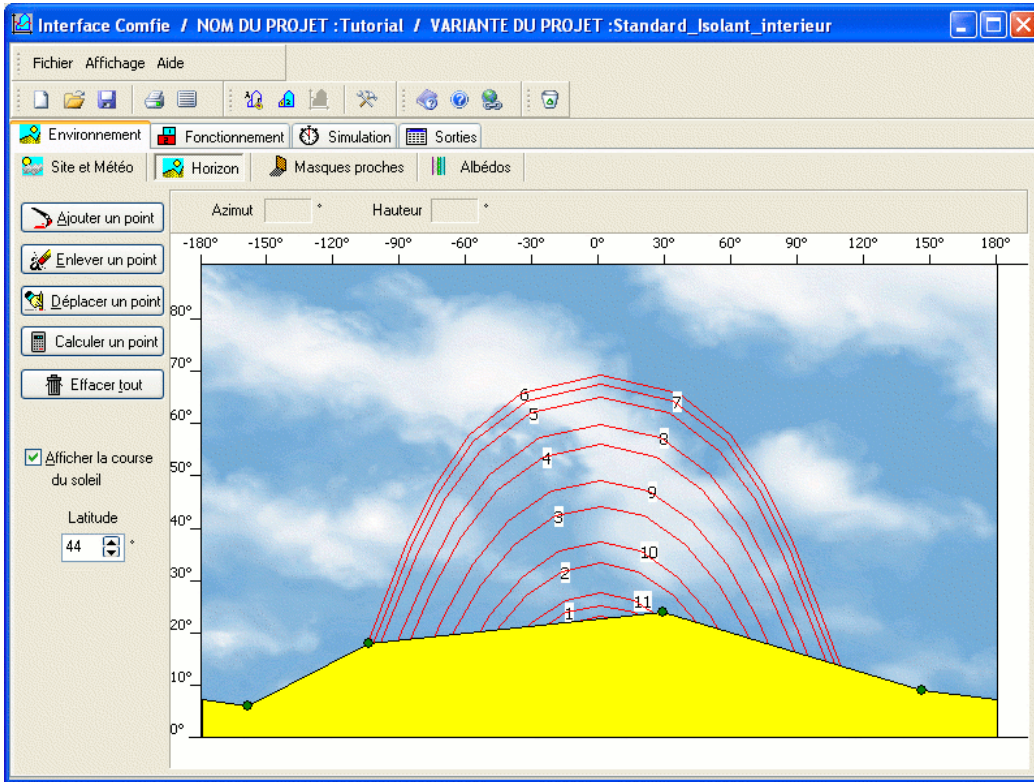 Interface Comfie / NOM DU PROJET :Tutorial / VARIANTE DU PROJET :Standard_Isolant_interieur
Fichier Affichage Aide
Environnement Fonctionnement Simulation Sorties
Site et Météo Horizon Masques proches Albédos
Ajouter un point
Enlever un point
Déplacer un point
Calculer un point
Effacer tout
Afficher la course
du soleil
Latitude
44 °
Azimut ° Hauteur °
-180° -150° -120° -90° -60° -30° 0° 30° 60° 90° 120° 150° 180°
80°
70°
60°
50°
40°
30°
20°
10°
0°
6 7
5
8
4
9
3
10
2
11
1